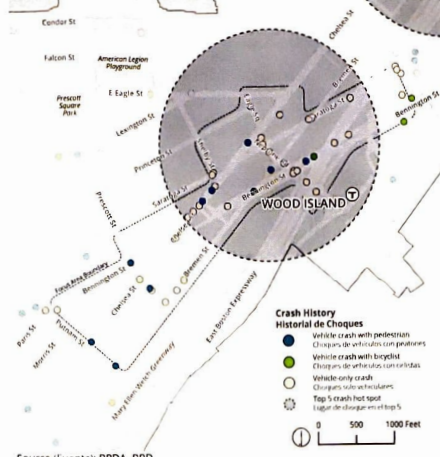 Condor St
Chelsea St
Falcon St
American Legion
Playground
E Eagle St
Prescott
Square
Park
Lexington St
Saratoga St
Bennington St
Princeton St
Saratoga St
Bennington St
WOOD ISLAND
T
Prescott St
Chelsea
Bremen St
Focus Area Boundary
Bennington St
Chelsea St
Paris St
Putnam St
Morris St
East Boston Expressway
Mary Ellen Welch Greenway
Crash History
Historial de Choques
Vehicle crash with pedestrian
Choques de vehículos con peatones
Vehicle crash with bicyclist
Choques de vehículos con ciclistas
Vehicle-only crash
Choques solo vehiculares
Top 5 crash hot spot
Lugar de choque en el top 5
0 500 1000 Feet